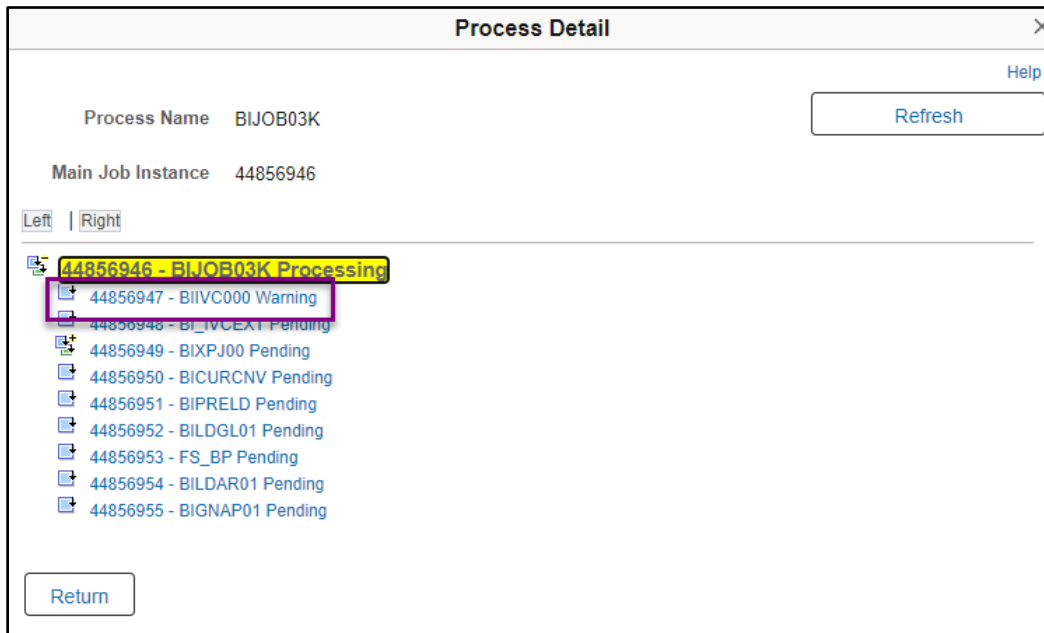 Process Detail
×
Help
Process Name BIJOB03K
Refresh
Main Job Instance 44856946
Left | Right
44856946 - BIJOB03K Processing
44856947 - BIIVC000 Warning
44856948 - BI_IVCEXT Pending
44856949 - BIXPJ00 Pending
44856950 - BICURCNV Pending
44856951 - BIPRELD Pending
44856952 - BILDGL01 Pending
44856953 - FS_BP Pending
44856954 - BILDAR01 Pending
44856955 - BIGNAP01 Pending
Return